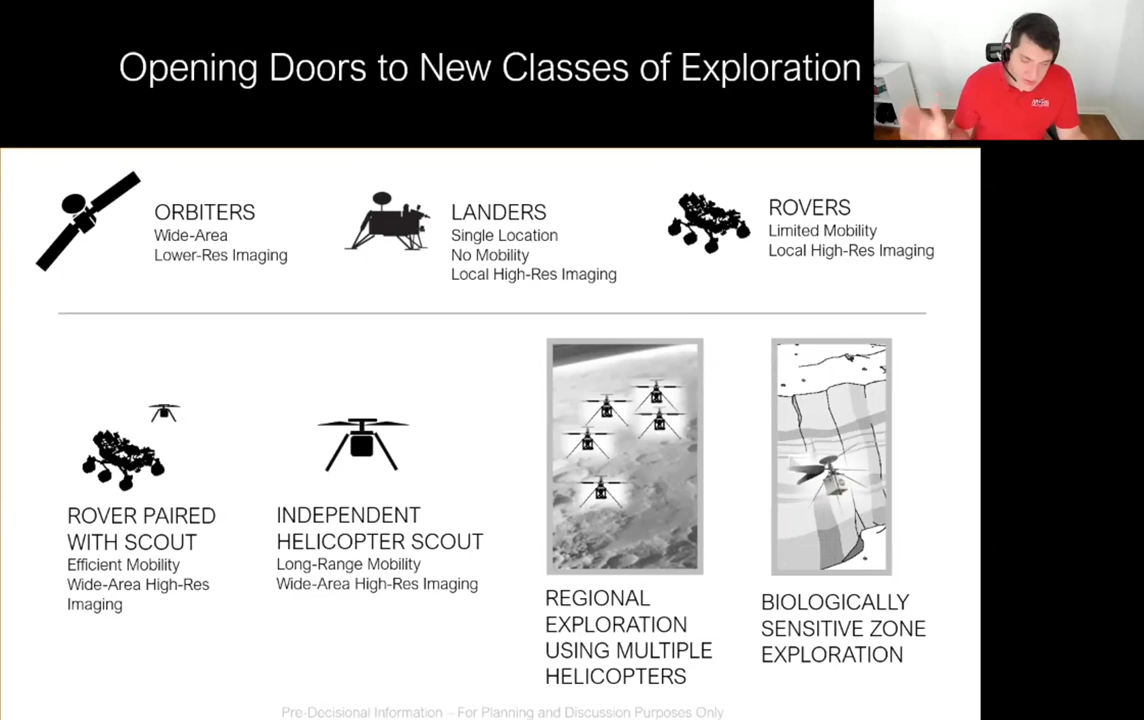 Opening Doors to New Classes of Exploration
ORBITERS
Wide-Area
Lower-Res Imaging
LANDERS
Single Location
No Mobility
Local High-Res Imaging
ROVERS
Limited Mobility
Local High-Res Imaging
ROVER PAIRED
WITH SCOUT
Efficient Mobility
Wide-Area High-Res
Imaging
INDEPENDENT
HELICOPTER SCOUT
Long-Range Mobility
Wide-Area High-Res Imaging
REGIONAL
EXPLORATION
USING MULTIPLE
HELICOPTERS
BIOLOGICALLY
SENSITIVE ZONE
EXPLORATION
Pre-Decisional Information – For Planning and Discussion Purposes Only